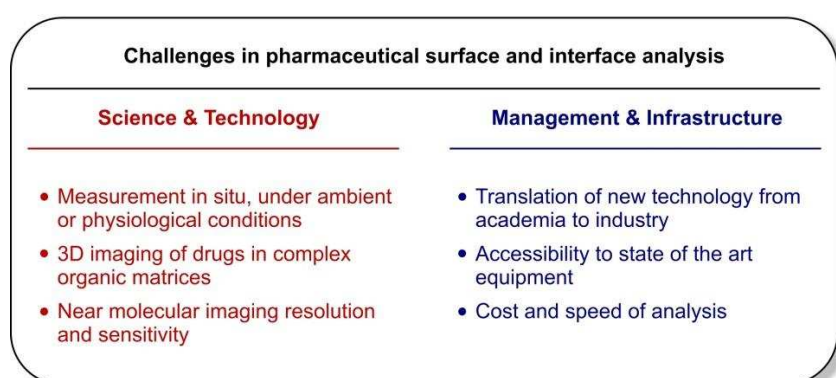 Challenges in pharmaceutical surface and interface analysis
Science & Technology
• Measurement in situ, under ambient
or physiological conditions
• 3D imaging of drugs in complex
organic matrices
• Near molecular imaging resolution
and sensitivity
Management & Infrastructure
• Translation of new technology from
academia to industry
• Accessibility to state of the art
equipment
• Cost and speed of analysis